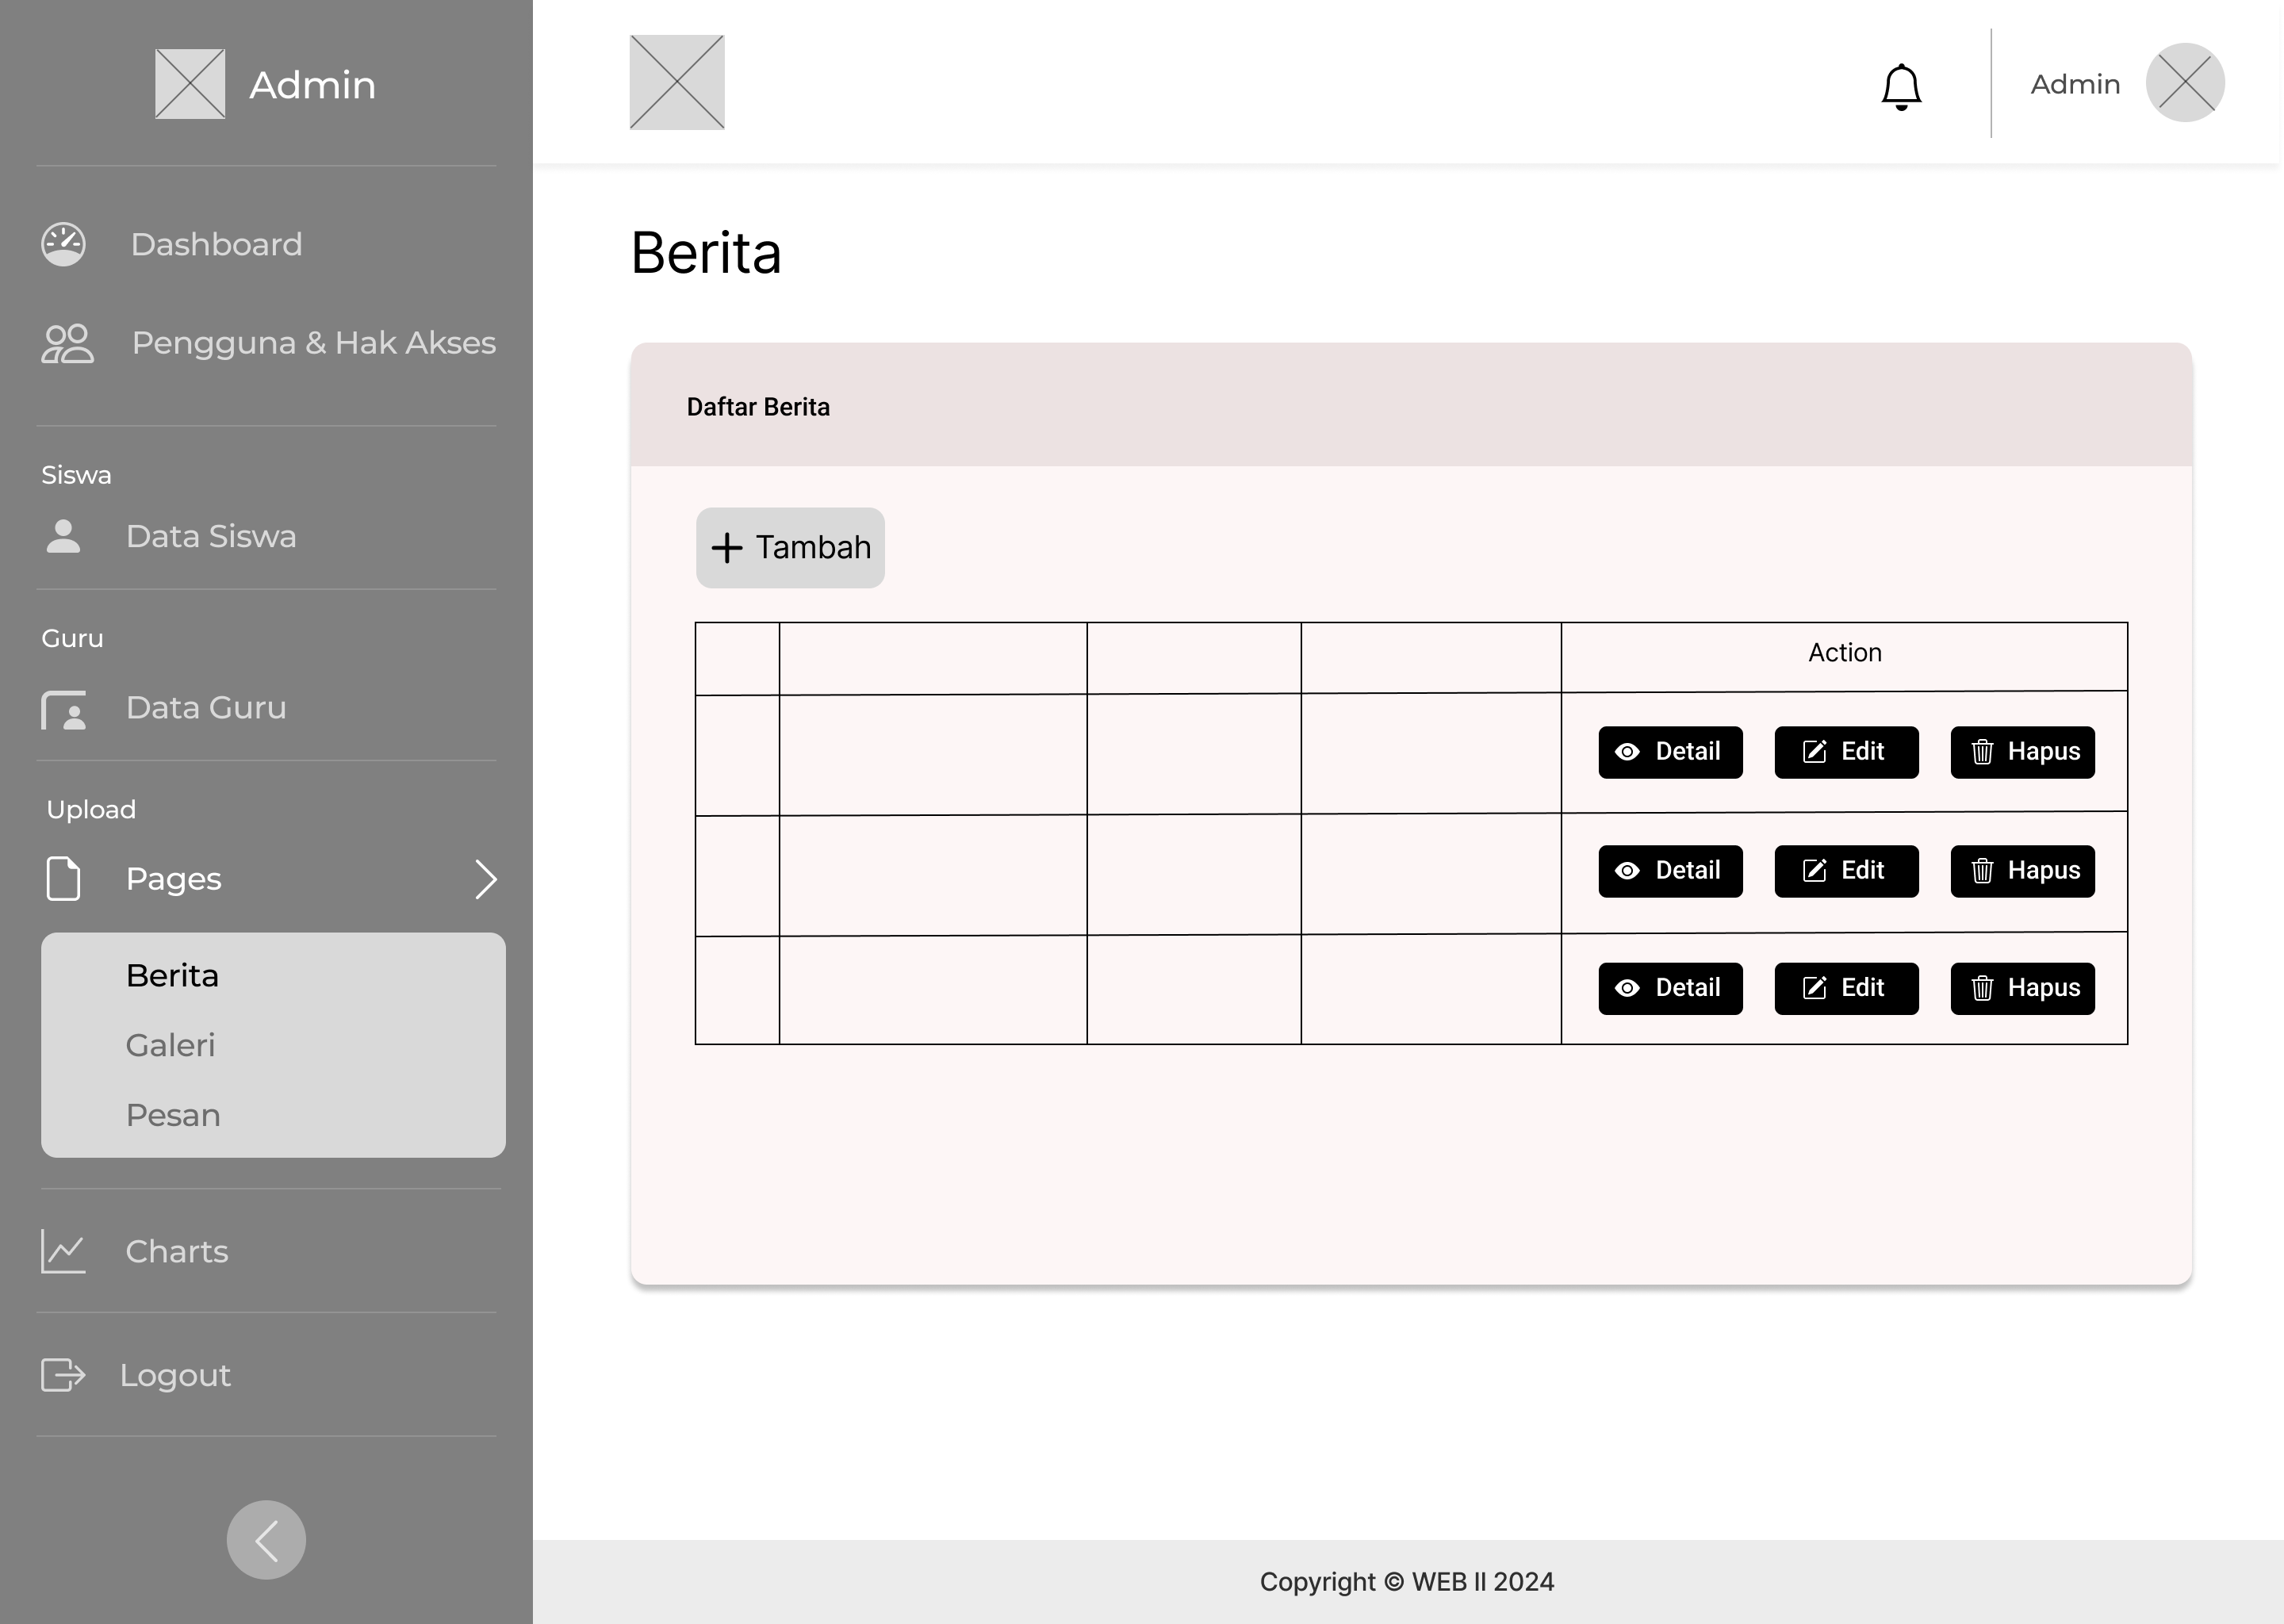 Admin
Dashboard
Pengguna & Hak Akses
Siswa
Data Siswa
Guru
Data Guru
Upload
Pages
Berita
Galeri
Pesan
Charts
Logout
Admin
Berita
Daftar Berita
Tambah
Action
Detail Edit Hapus
Detail Edit Hapus
Detail Edit Hapus
Copyright © WEB II 2024